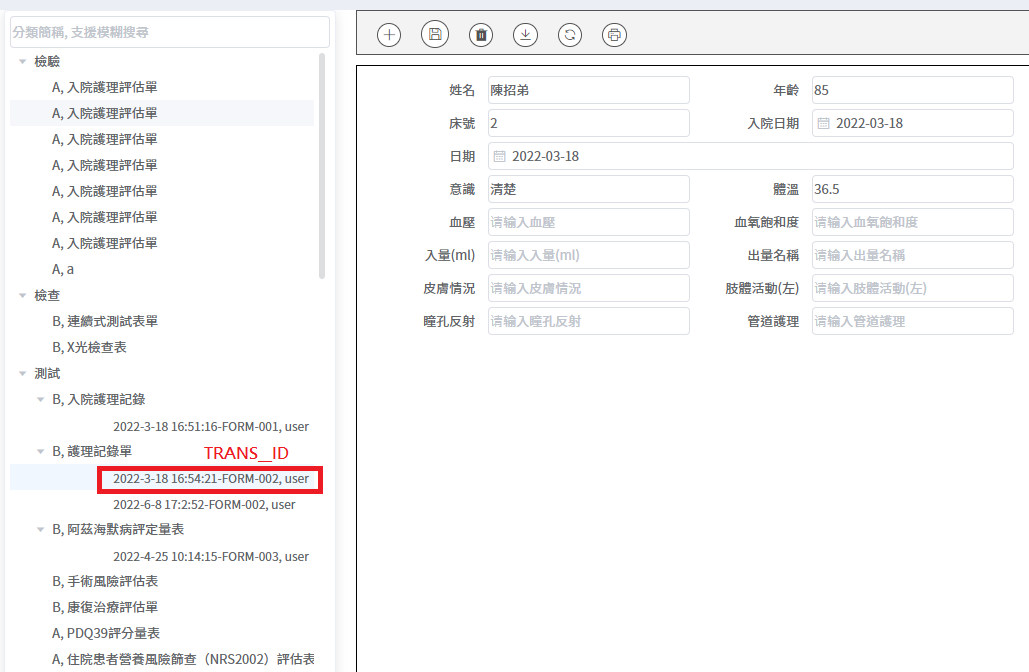 分類簡稱, 支援模糊搜尋
檢驗
A, 入院護理評估單
A, 入院護理評估單
A, 入院護理評估單
A, 入院護理評估單
A, 入院護理評估單
A, 入院護理評估單
A, 入院護理評估單
A, a
檢查
B, 連續式測試表單
B, X光檢查表
測試
B, 入院護理記錄
2022-3-18 16:51:16-FORM-001, user
B, 護理記錄單
TRANS__ID
2022-3-18 16:54:21-FORM-002, user
2022-6-8 17:2:52-FORM-002, user
B, 阿茲海默病評定量表
2022-4-25 10:14:15-FORM-003, user
B, 手術風險評估表
B, 康復治療評估單
A, PDQ39評分量表
A, 住院患者營養風險篩查（NRS2002）評估表
姓名 陳招弟 年齡 85
床號 2 入院日期 2022-03-18
日期 2022-03-18
意識 清楚 體溫 36.5
血壓 请输入血壓 血氧飽和度 请输入血氧飽和度
入量(ml) 请输入入量(ml) 出量名稱 请输入出量名稱
皮膚情況 请输入皮膚情況 肢體活動(左) 请输入肢體活動(左)
瞳孔反射 请输入瞳孔反射 管道護理 请输入管道護理